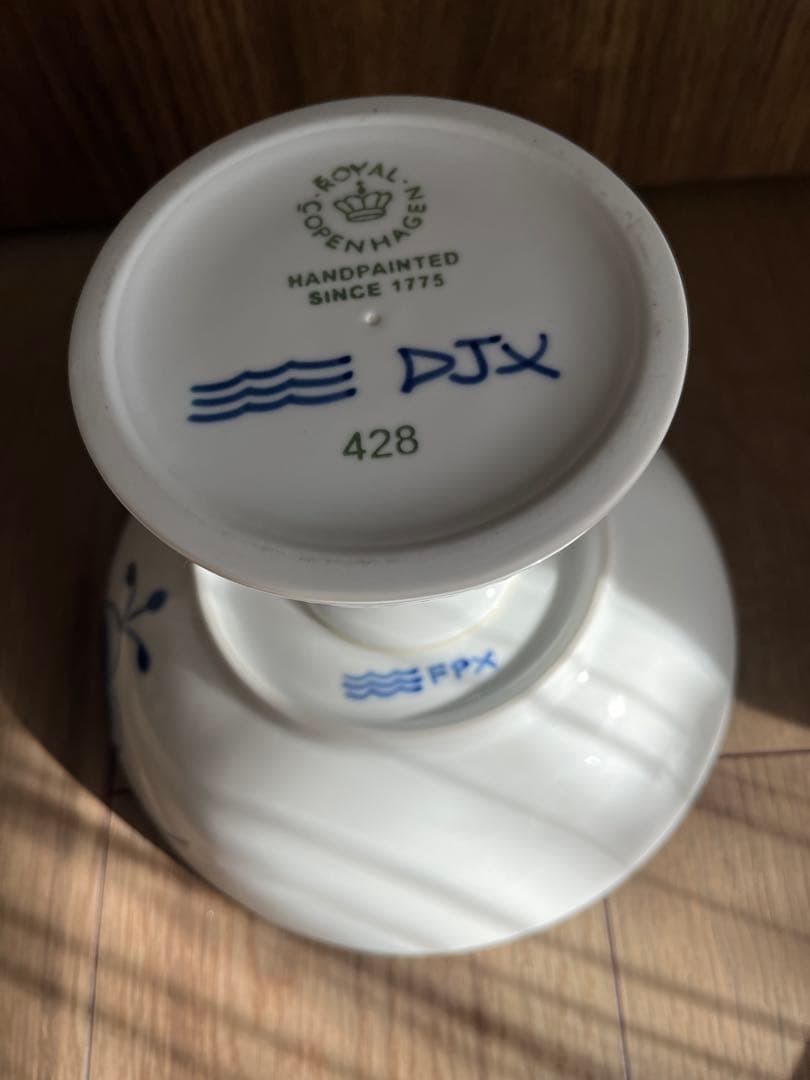 ROYAL · COPENHAGEN ·
HANDPAINTED
SINCE 1775
DJX
428
FPX